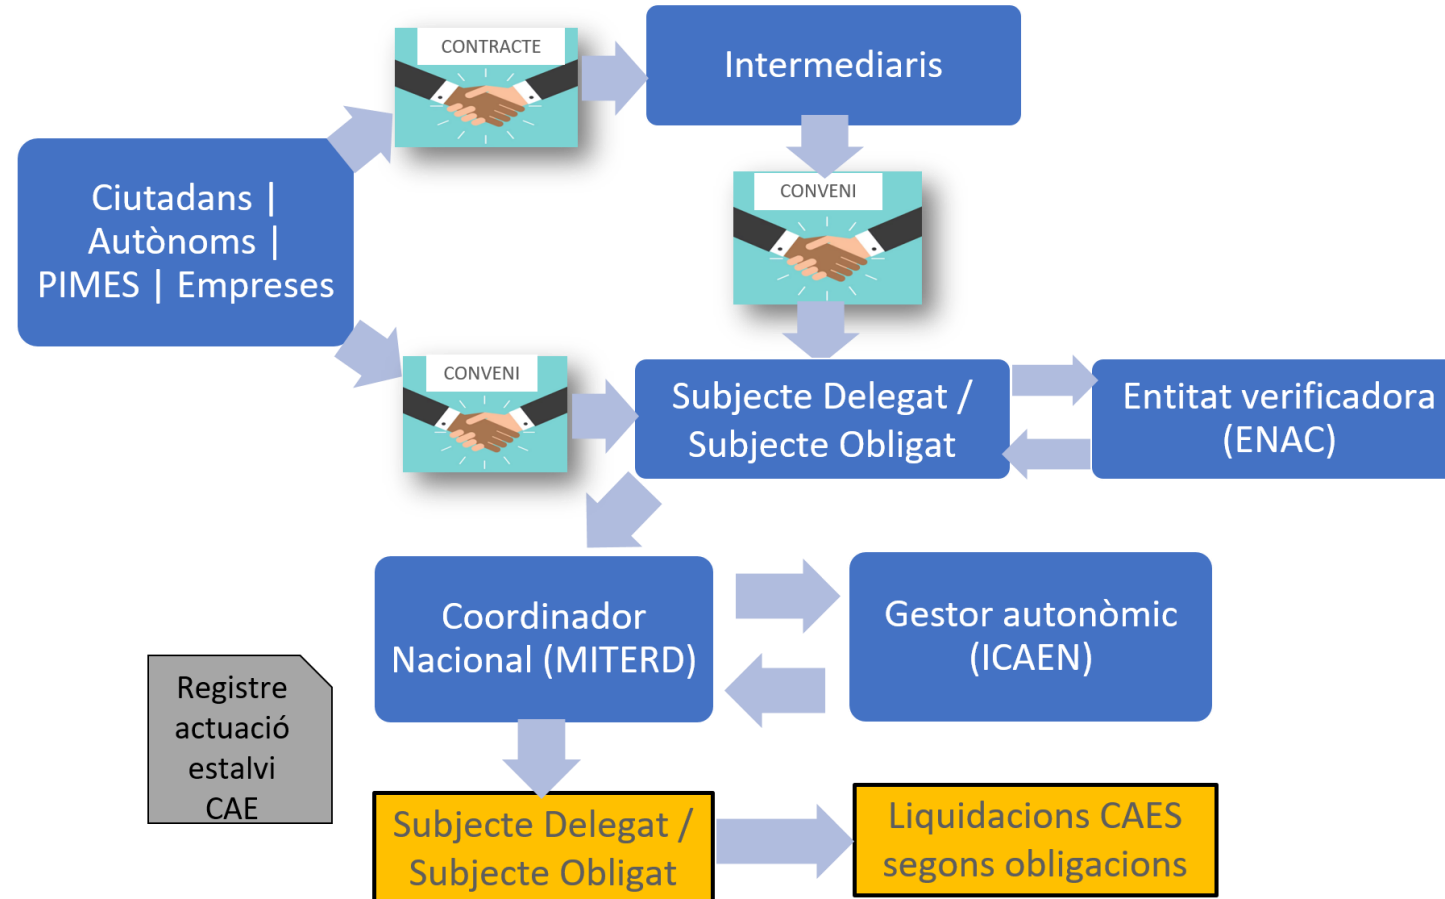 CONTRACTE
Intermediaris
Ciutadans |
Autònoms |
PIMES | Empreses
CONVENI
CONVENI
Subjecte Delegat /
Subjecte Obligat
Entitat verificadora
(ENAC)
Coordinador
Nacional (MITERD)
Gestor autonòmic
(ICAEN)
Registre
actuació
estalvi
CAE
Subjecte Delegat /
Subjecte Obligat
Liquidacions CAES
segons obligacions